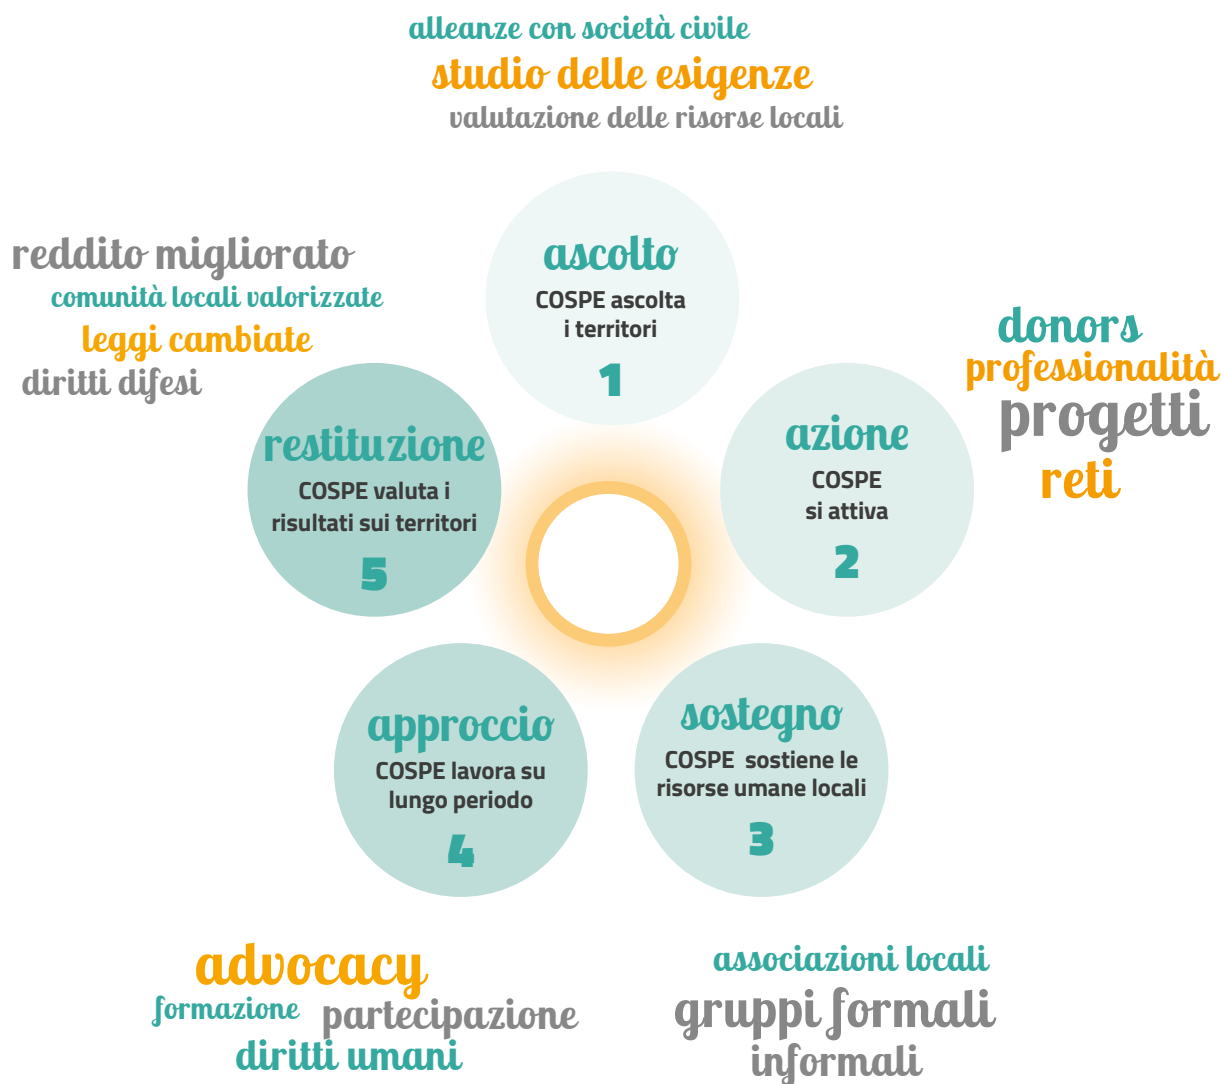 alleanze con società civile
studio delle esigenze
valutazione delle risorse locali
ascolto
COSPE ascolta
i territori
1
donors
professionalità
progetti
reti
azione
COSPE
si attiva
2
sostegno
COSPE sostiene le
risorse umane locali
3
associazioni locali
gruppi formali
informali
approccio
COSPE lavora su
lungo periodo
4
advocacy
formazione partecipazione
diritti umani
reddito migliorato
comunità locali valorizzate
leggi cambiate
diritti difesi
restituzione
COSPE valuta i
risultati sui territori
5